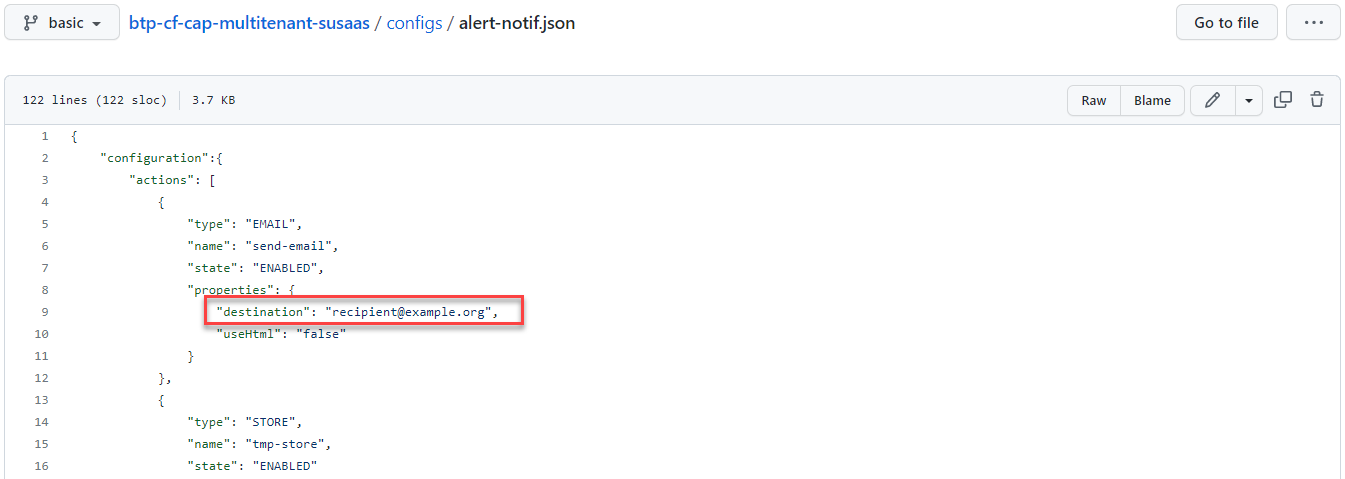 basic btp-cf-cap-multitenant-susaas / configs / alert-notif.json Go to file ...
122 lines (122 sloc) 3.7 KB Raw Blame
1 {
2 "configuration":{
3 "actions": [
4 {
5 "type": "EMAIL",
6 "name": "send-email",
7 "state": "ENABLED",
8 "properties": {
9 "destination": "recipient@example.org",
10 "useHtml": "false"
11 }
12 },
13 {
14 "type": "STORE",
15 "name": "tmp-store",
16 "state": "ENABLED"